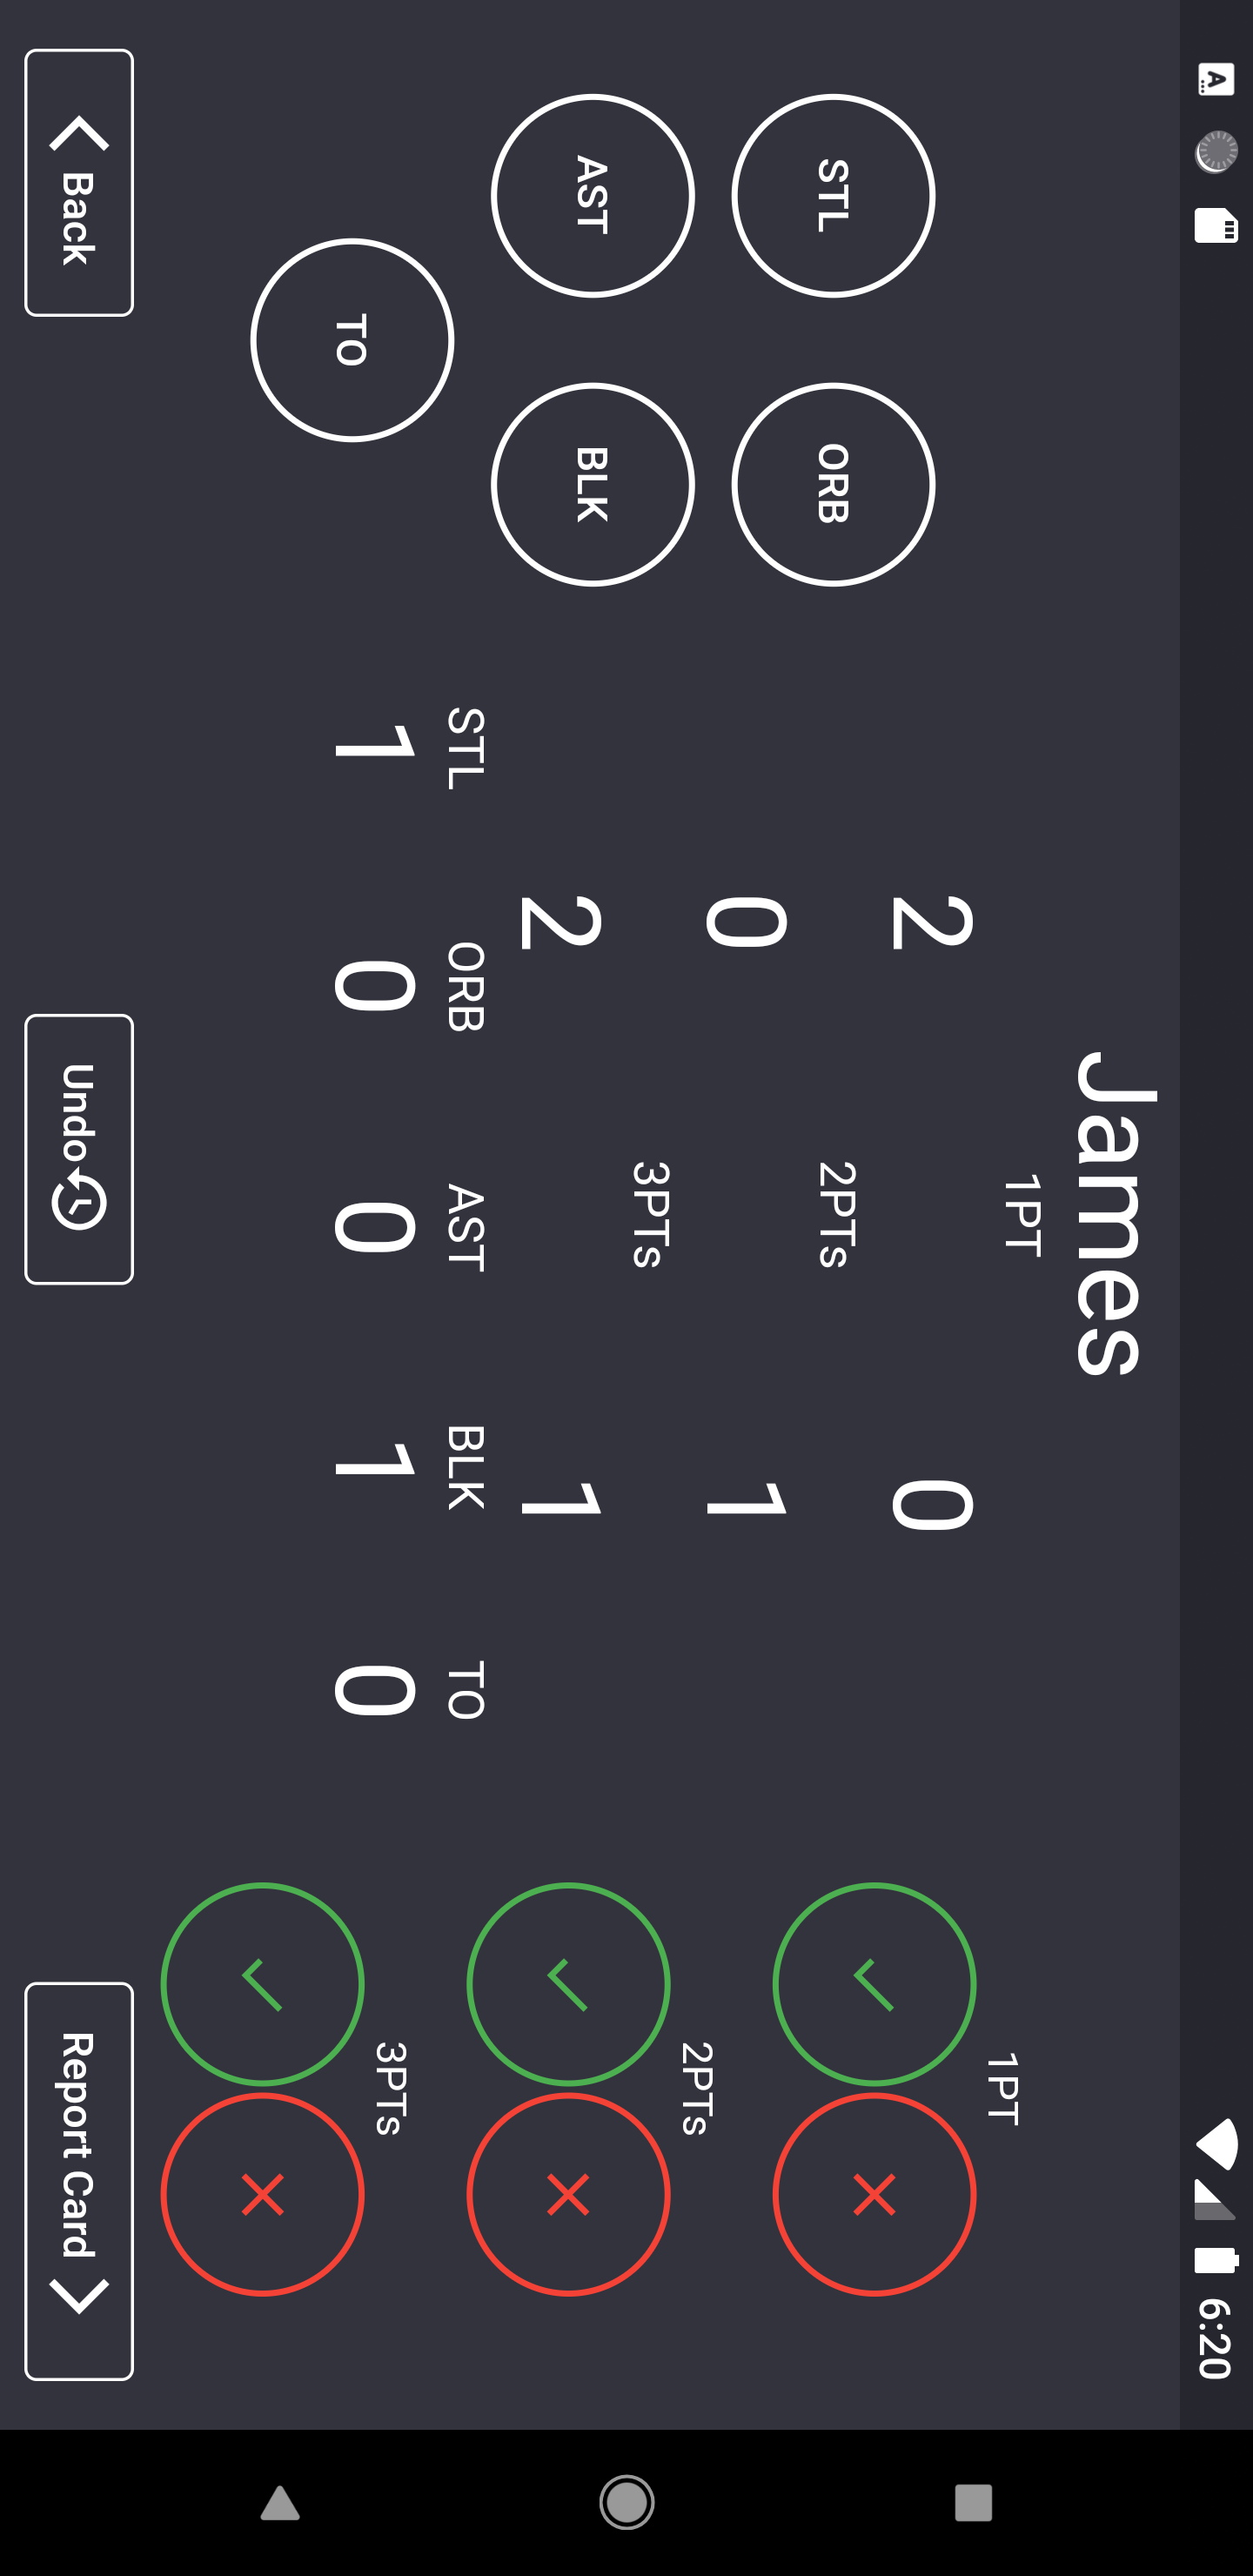 6:20
James
1PT
2 0
2PTs
0 1
3PTs
2 1
STL ORB AST BLK TO
1 0 0 1 0
STL ORB
AST BLK
TO
1PT
2PTs
3PTs
Back
Undo
Report Card